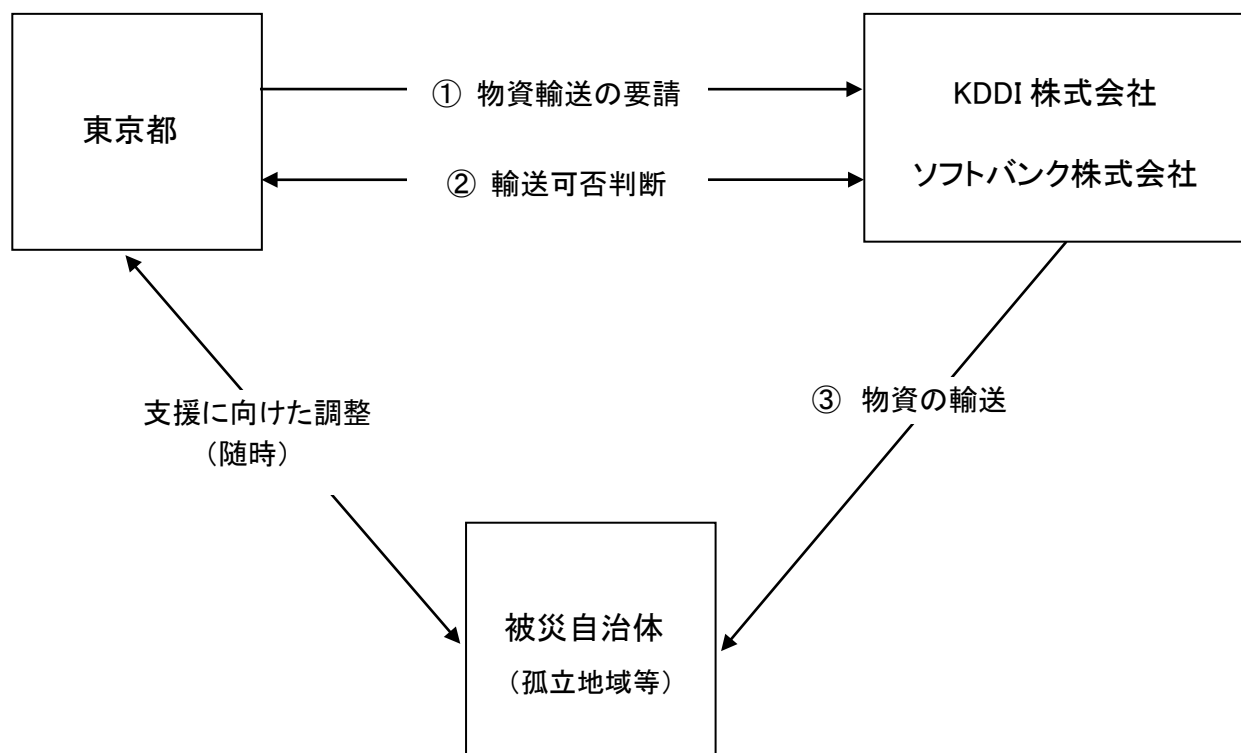 東京都
① 物資輸送の要請
② 輸送可否判断
KDDI 株式会社
ソフトバンク株式会社
支援に向けた調整
（随時）
③ 物資の輸送
被災自治体
（孤立地域等）